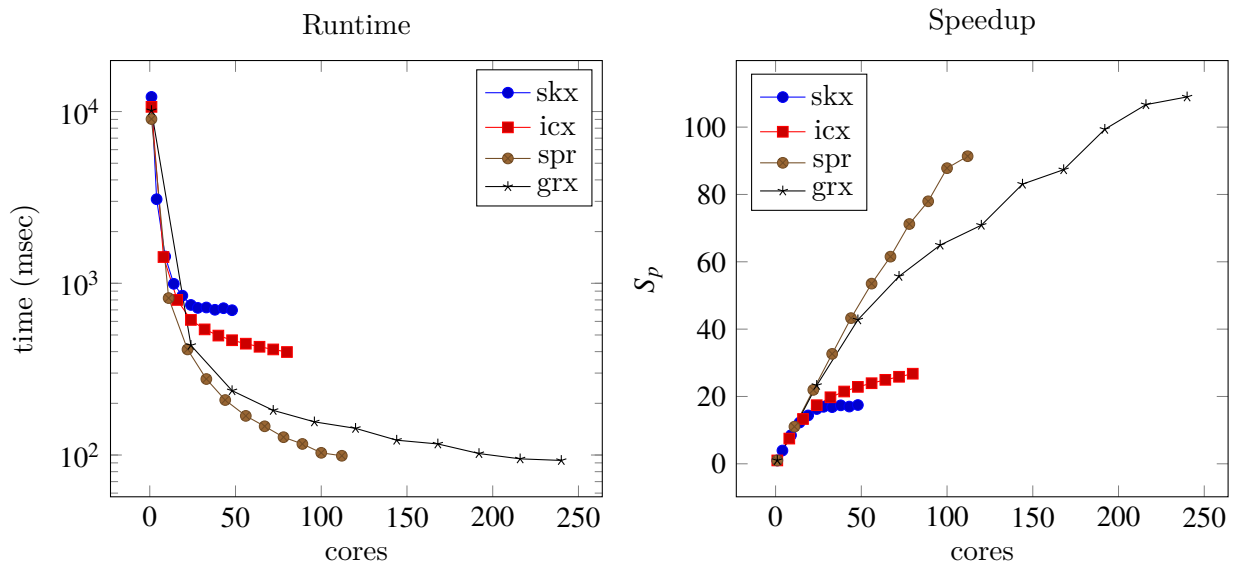 Runtime
time (msec)
10^4
10^3
10^2
0 50 100 150 200 250
cores
skx
icx
spr
grx
Speedup
S_p
100
80
60
40
20
0
0 50 100 150 200 250
cores
skx
icx
spr
grx